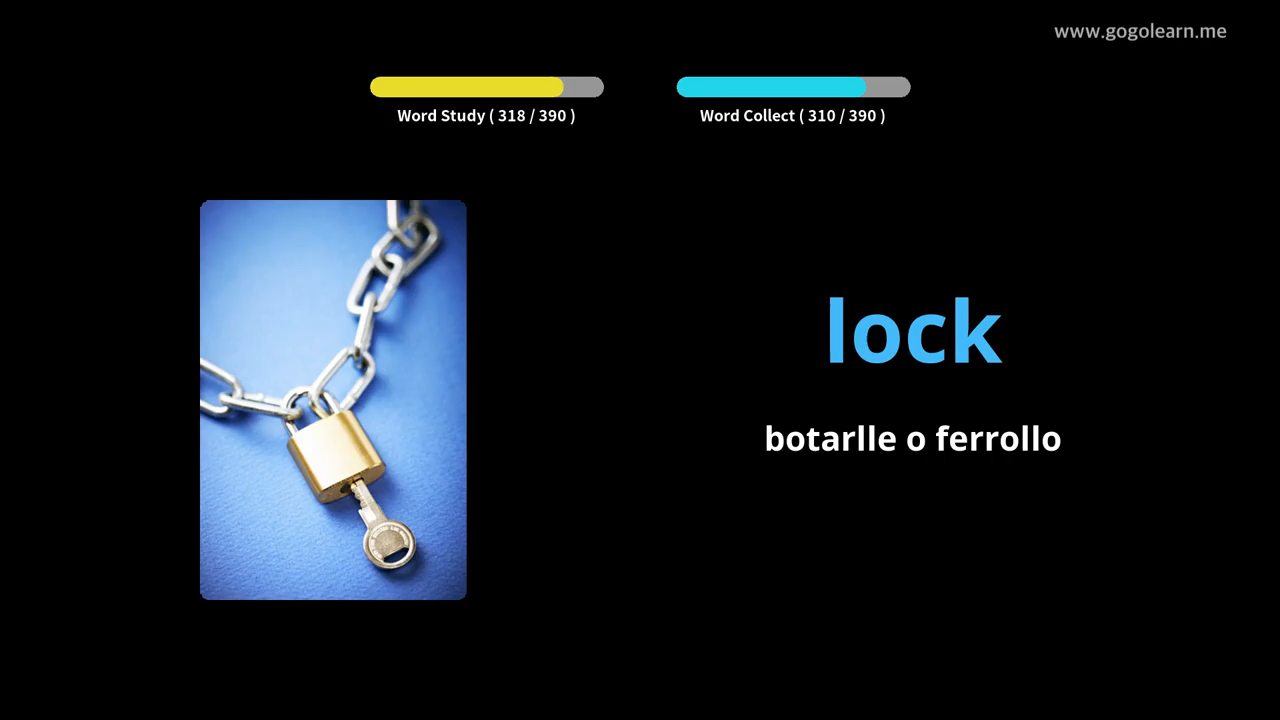 www.gogolearn.me
Word Study ( 318 / 390 )
Word Collect ( 310 / 390 )
lock
botarlle o ferrollo